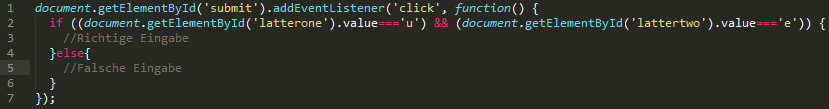 1 document.getElementById('submit').addEventListener('click', function() {
2 if ((document.getElementById('latterone').value==='u') && (document.getElementById('lattertwo').value==='e')) {
3 //Richtige Eingabe
4 }else{
5 //Falsche Eingabe
6 }
7 });